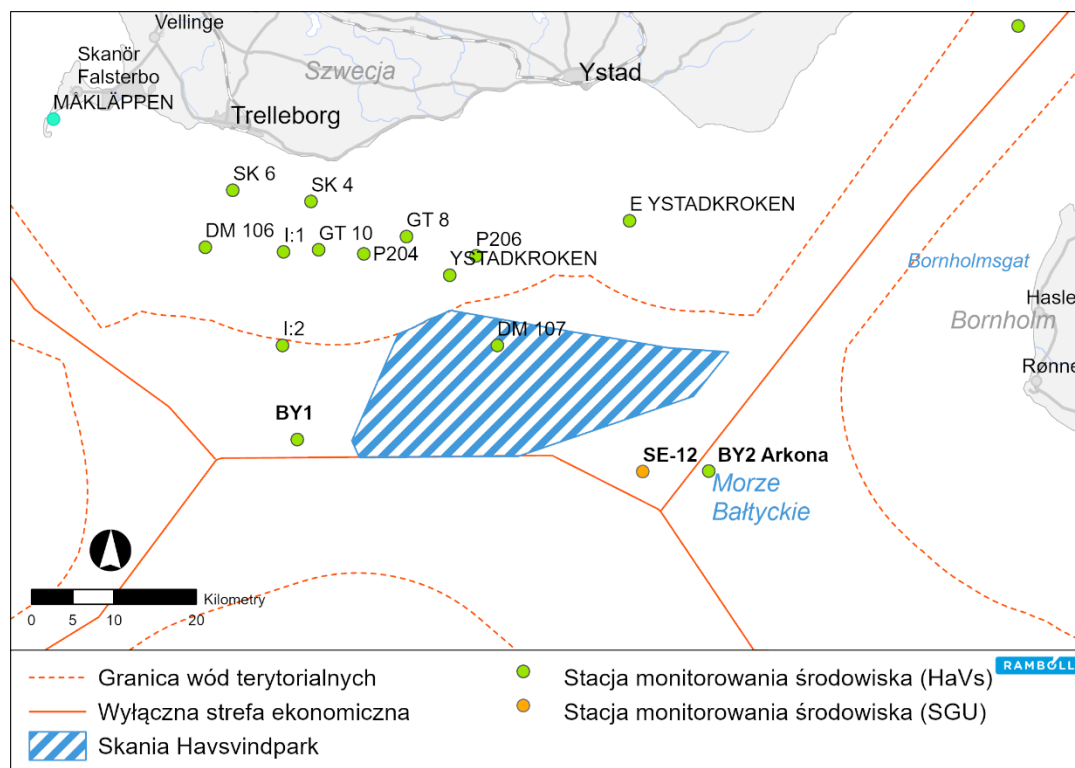 Vellinge
Skanör
Falsterbo
MAKLÄPPEN
Szwecja
Ystad
Trelleborg
SK 6
SK 4
E YSTADKROKEN
DM 106
I:1
GT 10
GT 8
P204
P206
YSTADKROKEN
Bornholmsgat
Hasle
Bornholm
Rønne
I:2
DM 107
BY1
SE-12
BY2 Arkona
Morze
Bałtyckie
Kilometry
0 5 10 20
Granica wód terytorialnych
Wyłączna strefa ekonomiczna
Skania Havsvindpark
Stacja monitorowania środowiska (HaVs)
Stacja monitorowania środowiska (SGU)
RAMBOLL